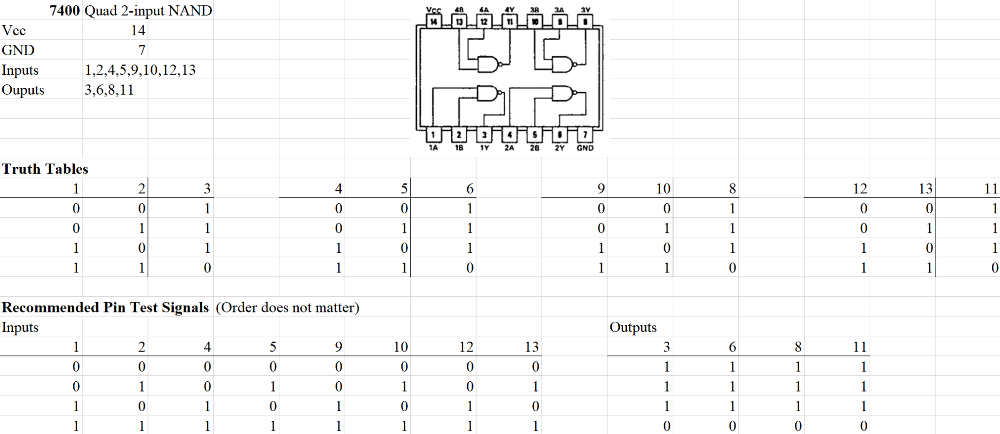 7400 Quad 2-input NAND
Vcc 14
GND 7
Inputs 1,2,4,5,9,10,12,13
Ouputs 3,6,8,11
Vcc 4B 4A 4Y 3B 3A 3Y
14 13 12 11 10 9 8
1 2 3 4 5 6 7
1A 1B 1Y 2A 2B 2Y GND
Truth Tables
1 2 3 4 5 6 9 10 8 12 13 11
0 0 1 0 0 1 0 0 1 0 0 1
0 1 1 0 1 1 0 1 1 0 1 1
1 0 1 1 0 1 1 0 1 1 0 1
1 1 0 1 1 0 1 1 0 1 1 0
Recommended Pin Test Signals (Order does not matter)
Inputs Outputs
1 2 4 5 9 10 12 13 3 6 8 11
0 0 0 0 0 0 0 0 1 1 1 1
0 1 0 1 0 1 0 1 1 1 1 1
1 0 1 0 1 0 1 0 1 1 1 1
1 1 1 1 1 1 1 1 0 0 0 0